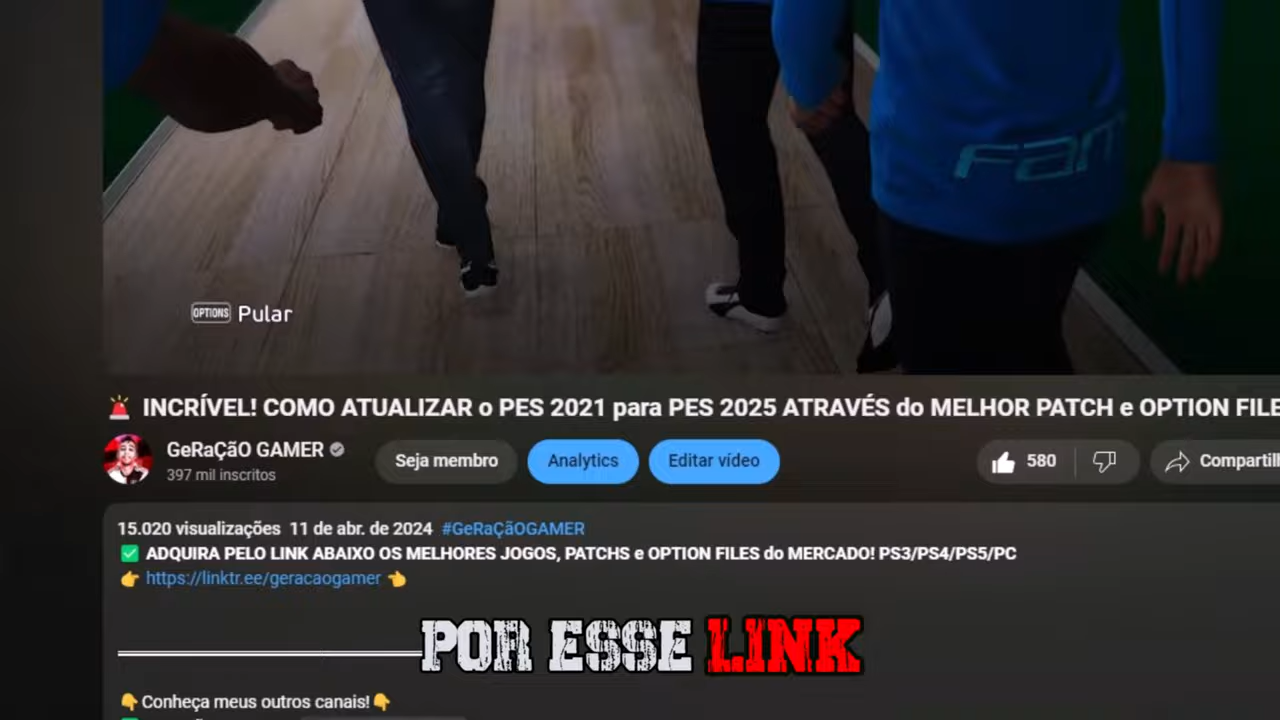 FAM
OPTIONS Pular
🚨 INCRÍVEL! COMO ATUALIZAR o PES 2021 para PES 2025 ATRAVÉS do MELHOR PATCH e OPTION FILE
GeRaÇãO GAMER
397 mil inscritos
Seja membro
Analytics
Editar vídeo
580
Compartil
15.020 visualizações 11 de abr. de 2024 #GeRaÇãOGAMER
✅ ADQUIRA PELO LINK ABAIXO OS MELHORES JOGOS, PATCHS e OPTION FILES do MERCADO! PS3/PS4/PS5/PC
👉 https://linktr.ee/geracaogamer 👈
POR ESSE LINK
👇Conheça meus outros canais!👇